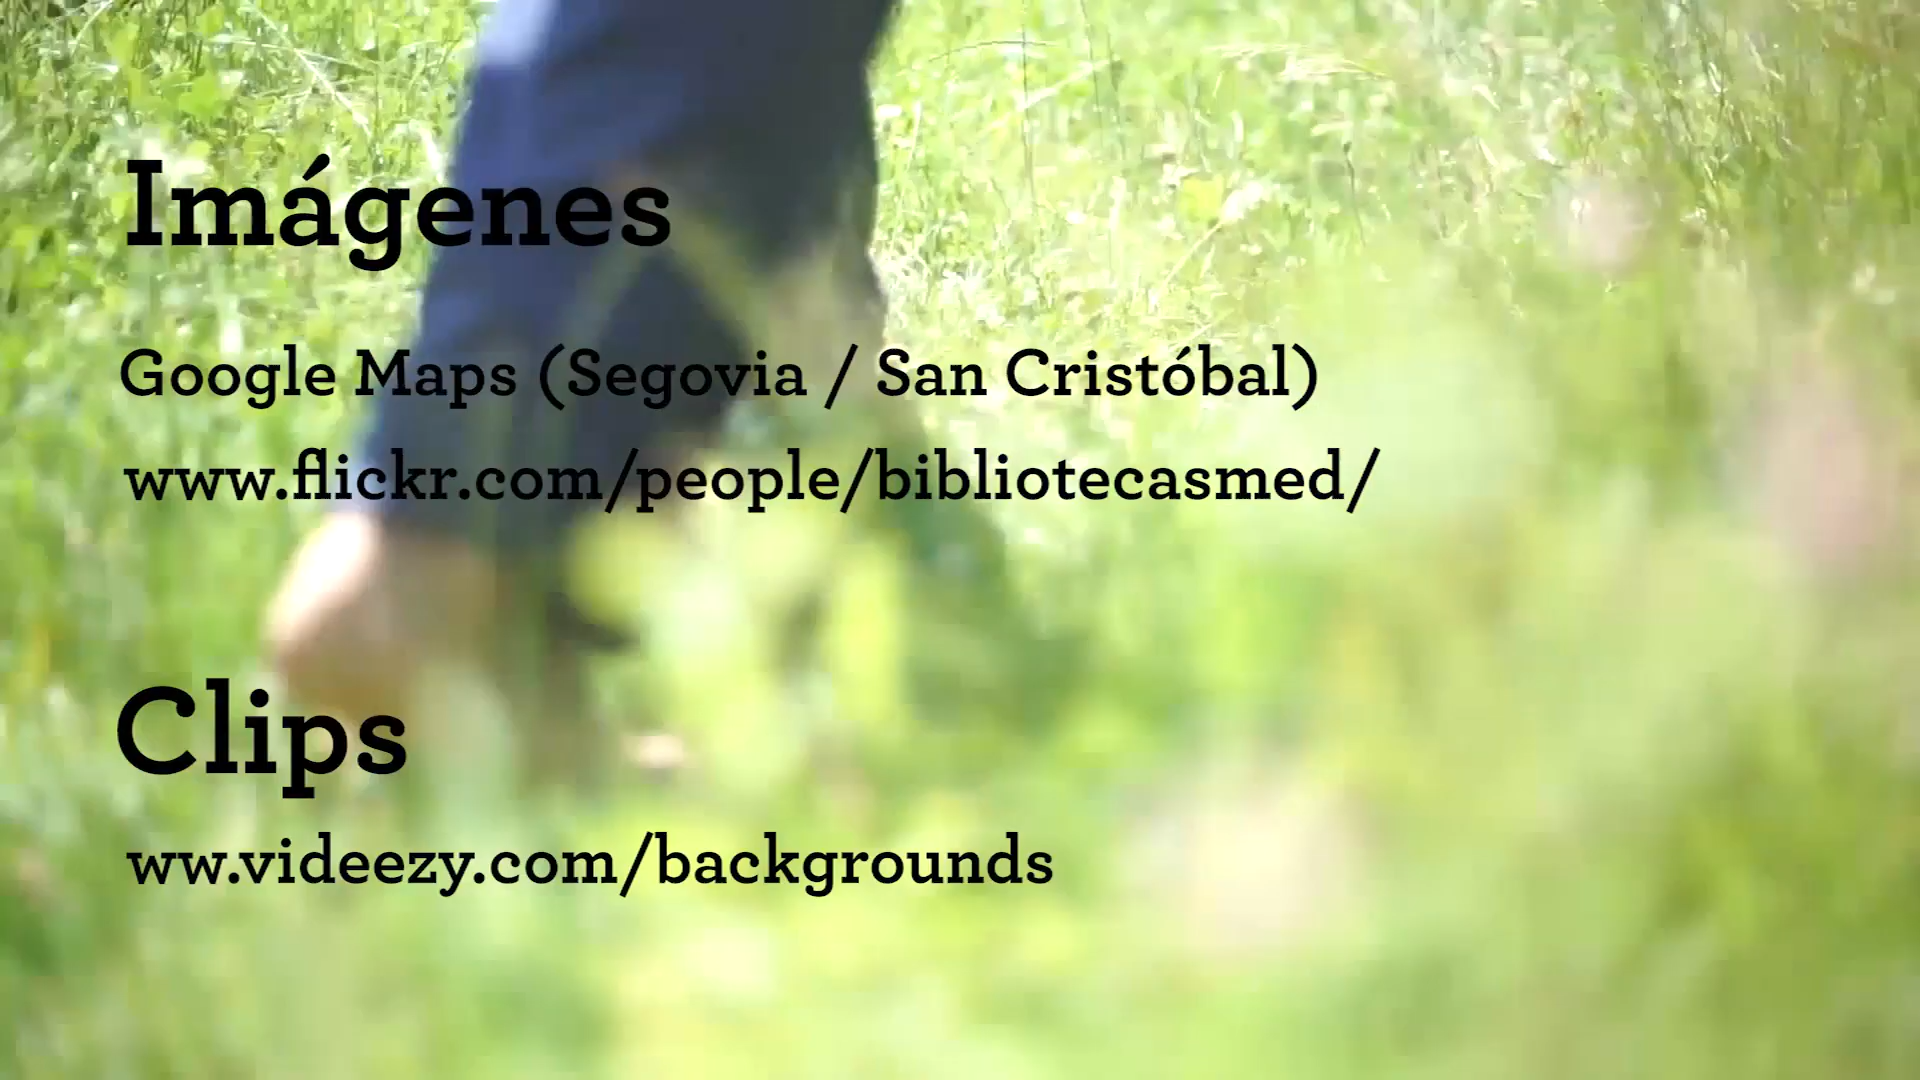 Imágenes
Google Maps (Segovia / San Cristóbal)
www.flickr.com/people/bibliotecasmed/
Clips
ww.videezy.com/backgrounds